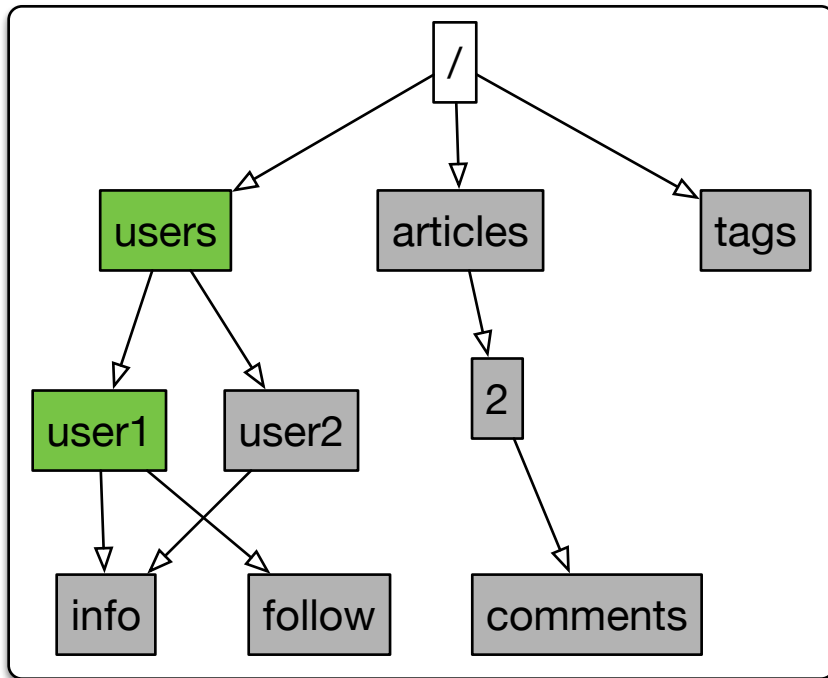 /
users
articles
tags
user1
user2
2
info
follow
comments